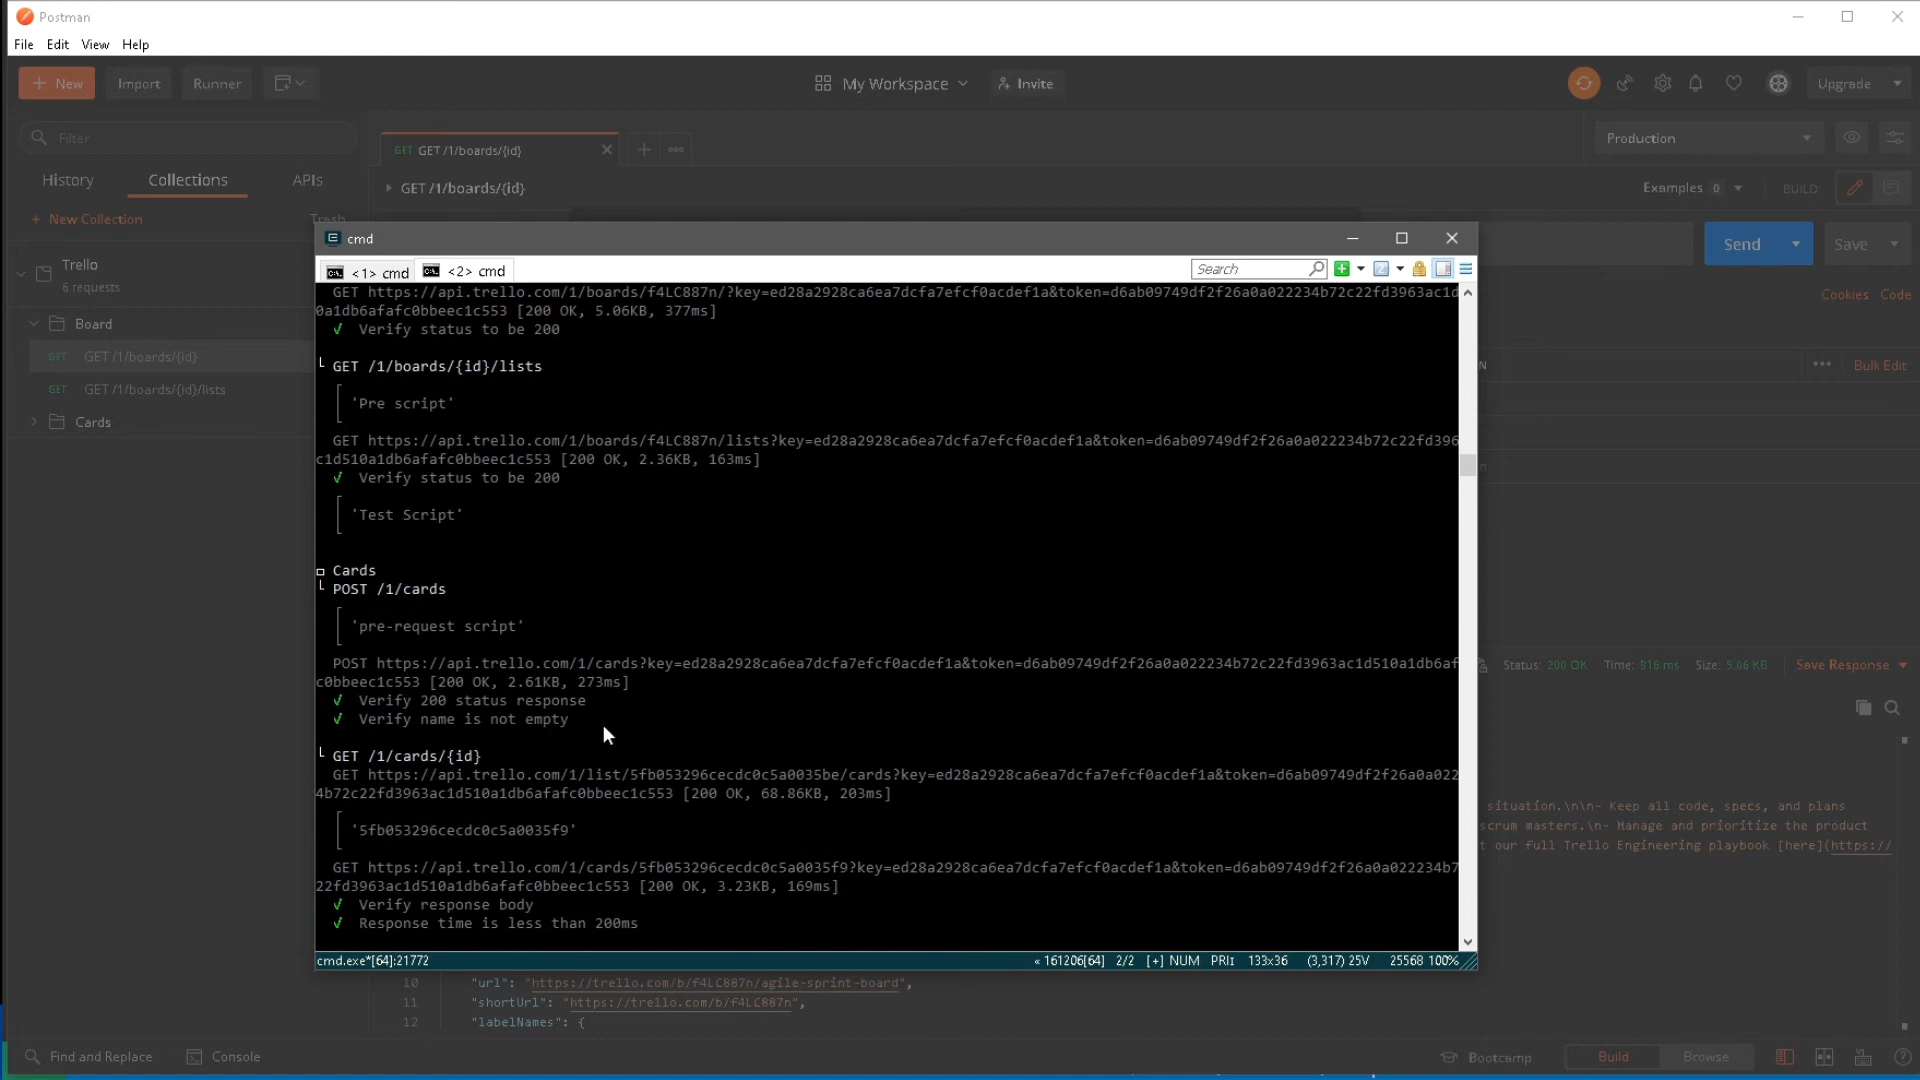 Postman
File Edit View Help
New Import Runner My Workspace Invite Upgrade
Filter
GET GET /1/boards/{id}
Production
History Collections APIs
GET /1/boards/{id}
Examples 0 BUILD
+ New Collection Trash
Send Save
Trello
6 requests
Cookies Code
Board
GET GET /1/boards/{id}
Bulk Edit
GET GET /1/boards/{id}/lists
Cards
cmd
<1> cmd <2> cmd Search
GET https://api.trello.com/1/boards/f4LC887n/?key=ed28a2928ca6ea7dcfa7efcf0acdef1a&token=d6ab09749df2f26a0a022234b72c22fd3963ac1d
0a1db6afafc0bbeec1c553 [200 OK, 5.06KB, 377ms]
√ Verify status to be 200
└ GET /1/boards/{id}/lists
'Pre script'
GET https://api.trello.com/1/boards/f4LC887n/lists?key=ed28a2928ca6ea7dcfa7efcf0acdef1a&token=d6ab09749df2f26a0a022234b72c22fd396
c1d510a1db6afafc0bbeec1c553 [200 OK, 2.36KB, 163ms]
√ Verify status to be 200
'Test Script'
Cards
└ POST /1/cards
'pre-request script'
POST https://api.trello.com/1/cards?key=ed28a2928ca6ea7dcfa7efcf0acdef1a&token=d6ab09749df2f26a0a022234b72c22fd3963ac1d510a1db6af
c0bbeec1c553 [200 OK, 2.61KB, 273ms]
√ Verify 200 status response
√ Verify name is not empty
└ GET /1/cards/{id}
GET https://api.trello.com/1/list/5fb053296cecdc0c5a0035be/cards?key=ed28a2928ca6ea7dcfa7efcf0acdef1a&token=d6ab09749df2f26a0a022
4b72c22fd3963ac1d510a1db6afafc0bbeec1c553 [200 OK, 68.86KB, 203ms]
'5fb053296cecdc0c5a0035f9'
GET https://api.trello.com/1/cards/5fb053296cecdc0c5a0035f9?key=ed28a2928ca6ea7dcfa7efcf0acdef1a&token=d6ab09749df2f26a0a022234b7
22fd3963ac1d510a1db6afafc0bbeec1c553 [200 OK, 3.23KB, 169ms]
√ Verify response body
√ Response time is less than 200ms
cmd.exe*[64]:21772 « 161206[64] 2/2 [+] NUM PRI↕ 133x36 (3,317) 25V 25568 100%
Status: 200 OK Time: 916 ms Size: 5.06 KB Save Response
situation.\n\n- Keep all code, specs, and plans
scrum masters.\n- Manage and prioritize the product
t our full Trello Engineering playbook [here](https://
10 "url": "https://trello.com/b/f4LC887n/agile-sprint-board",
11 "shortUrl": "https://trello.com/b/f4LC887n",
12 "labelNames": {
Find and Replace Console Bootcamp Build Browse